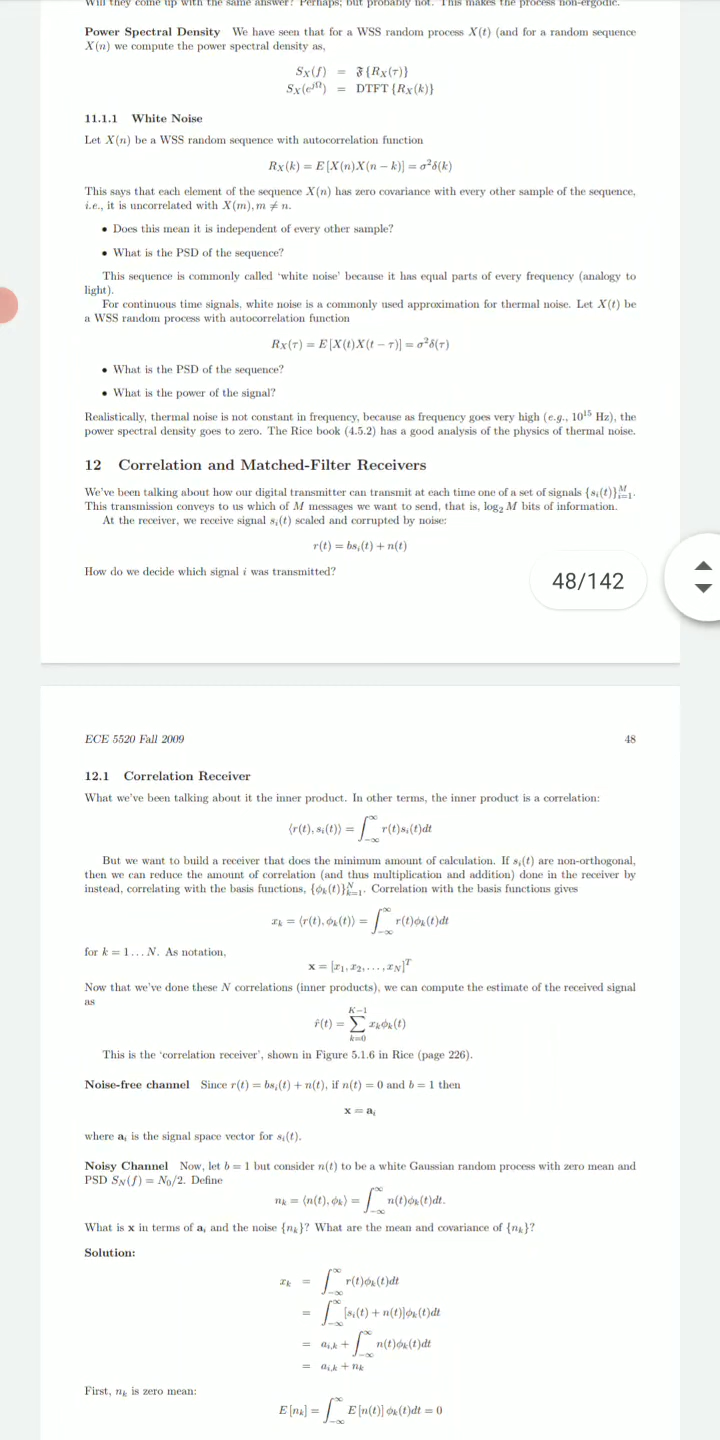 Will they come up with the same answer? Perhaps; but probably not. This makes the process non-ergodic.
Power Spectral Density We have seen that for a WSS random process X(t) (and for a random sequence
X(n) we compute the power spectral density as,
S_X(f) = 𝔉{R_X(τ)}
S_X(e^{jΩ}) = DTFT{R_X(k)}
11.1.1 White Noise
Let X(n) be a WSS random sequence with autocorrelation function
R_X(k) = E[X(n)X(n − k)] = σ²δ(k)
This says that each element of the sequence X(n) has zero covariance with every other sample of the sequence,
i.e., it is uncorrelated with X(m), m ≠ n.
• Does this mean it is independent of every other sample?
• What is the PSD of the sequence?
This sequence is commonly called 'white noise' because it has equal parts of every frequency (analogy to
light).
For continuous time signals, white noise is a commonly used approximation for thermal noise. Let X(t) be
a WSS random process with autocorrelation function
R_X(τ) = E[X(t)X(t − τ)] = σ²δ(τ)
• What is the PSD of the sequence?
• What is the power of the signal?
Realistically, thermal noise is not constant in frequency, because as frequency goes very high (e.g., 10¹⁵ Hz), the
power spectral density goes to zero. The Rice book (4.5.2) has a good analysis of the physics of thermal noise.
12 Correlation and Matched-Filter Receivers
We've been talking about how our digital transmitter can transmit at each time one of a set of signals {s_i(t)}_{i=1}^M.
This transmission conveys to us which of M messages we want to send, that is, log₂ M bits of information.
At the receiver, we receive signal s_i(t) scaled and corrupted by noise:
r(t) = bs_i(t) + n(t)
How do we decide which signal i was transmitted?
48/142
ECE 5520 Fall 2009 48
12.1 Correlation Receiver
What we've been talking about it the inner product. In other terms, the inner product is a correlation:
⟨r(t), s_i(t)⟩ = ∫_{−∞}^{∞} r(t)s_i(t)dt
But we want to build a receiver that does the minimum amount of calculation. If s_i(t) are non-orthogonal,
then we can reduce the amount of correlation (and thus multiplication and addition) done in the receiver by
instead, correlating with the basis functions, {ϕ_k(t)}_{k=1}^N. Correlation with the basis functions gives
x_k = ⟨r(t), ϕ_k(t)⟩ = ∫_{−∞}^{∞} r(t)ϕ_k(t)dt
for k = 1 . . . N. As notation,
x = [x₁, x₂, . . . , x_N]^T
Now that we've done these N correlations (inner products), we can compute the estimate of the received signal
as
r̂(t) = ∑_{k=0}^{K−1} x_kϕ_k(t)
This is the 'correlation receiver', shown in Figure 5.1.6 in Rice (page 226).
Noise-free channel Since r(t) = bs_i(t) + n(t), if n(t) = 0 and b = 1 then
x = a_i
where a_i is the signal space vector for s_i(t).
Noisy Channel Now, let b = 1 but consider n(t) to be a white Gaussian random process with zero mean and
PSD S_N(f) = N₀/2. Define
n_k = ⟨n(t), ϕ_k⟩ = ∫_{−∞}^{∞} n(t)ϕ_k(t)dt.
What is x in terms of a_i and the noise {n_k}? What are the mean and covariance of {n_k}?
Solution:
x_k = ∫_{−∞}^{∞} r(t)ϕ_k(t)dt
= ∫_{−∞}^{∞} [s_i(t) + n(t)]ϕ_k(t)dt
= a_{i,k} + ∫_{−∞}^{∞} n(t)ϕ_k(t)dt
= a_{i,k} + n_k
First, n_k is zero mean:
E[n_k] = ∫_{−∞}^{∞} E[n(t)] ϕ_k(t)dt = 0